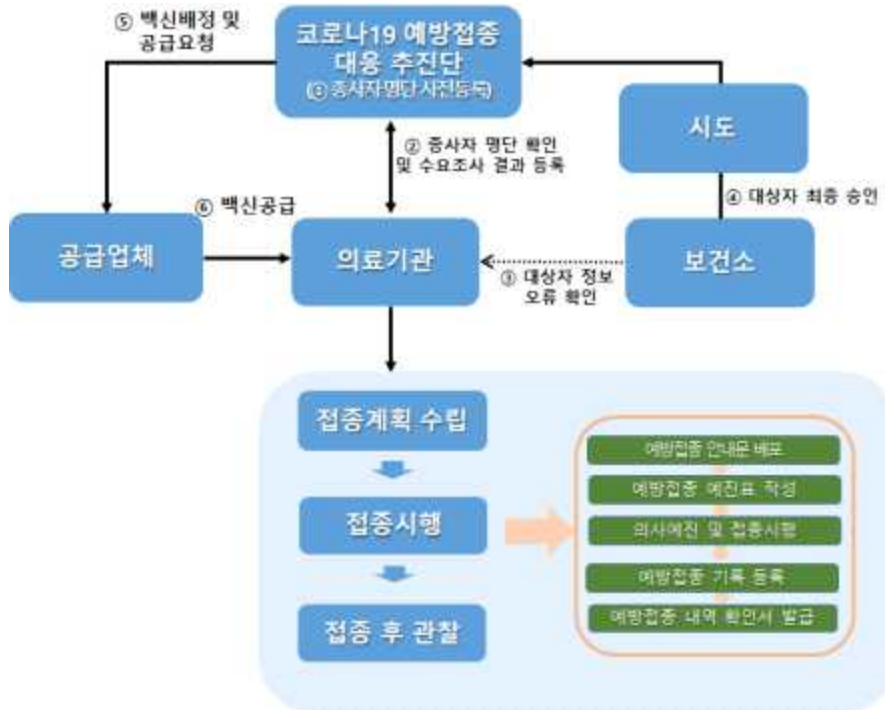 ⑤ 백신배정 및
공급요청
코로나19 예방접종
대응 추진단
(① 종사자 명단 사전등록)
시도
② 종사자 명단 확인
및 수요조사 결과 등록
④ 대상자 최종 승인
⑥ 백신공급
공급업체
의료기관
보건소
③ 대상자 정보
오류 확인
접종계획 수립
접종시행
접종 후 관찰
예방접종 안내문 배포
예방접종 예진표 작성
의사예진 및 접종시행
예방접종 기록 등록
예방접종 내역 확인서 발급